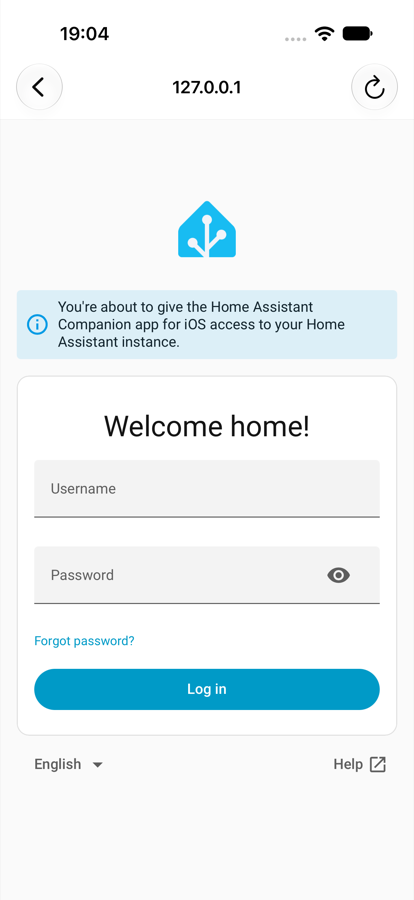 19:04
127.0.0.1
You're about to give the Home Assistant
Companion app for iOS access to your Home
Assistant instance.
Welcome home!
Username
Password
Forgot password?
Log in
English
Help